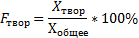 Fтвор = Xтвор / Xобщее * 100%